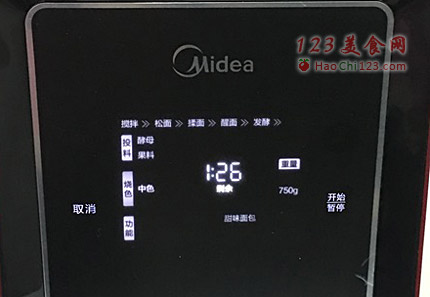 123美食网
HaoChi123.com
Midea
搅拌 >> 松面 >> 揉面 >> 醒面 >> 发酵 >>
投料 酵母
果料
1:26
剩余
重量
烧色 中色
750g
开始
暂停
取消
功能
甜味面包